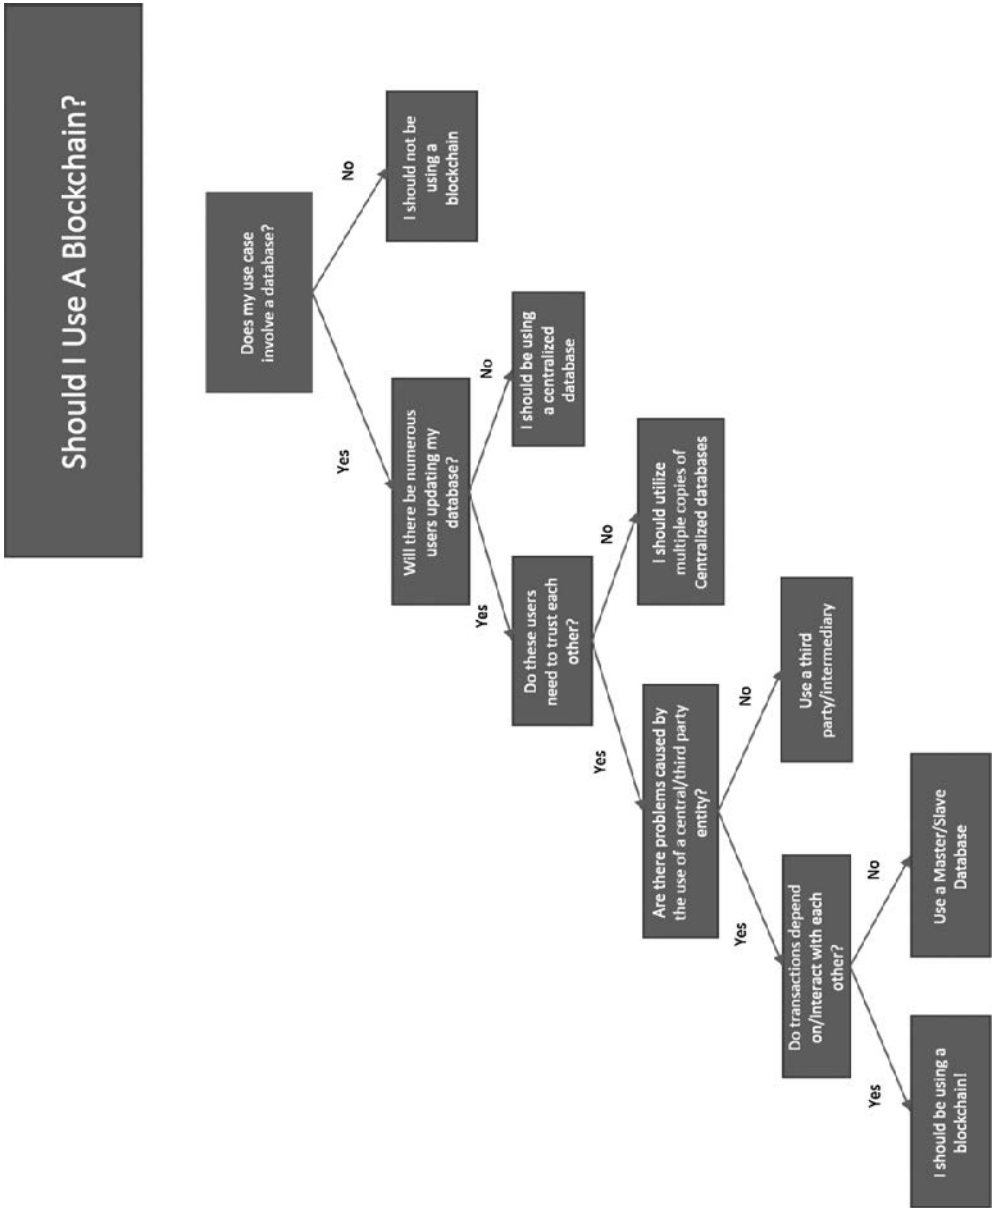 Should I Use A Blockchain?
Does my use case
involve a database?
No
I should not be
using a
blockchain
Yes
Will there be numerous
users updating my
database?
No
I should be using
a centralized
database
Yes
Do these users
need to trust each
other?
No
I should utilize
multiple copies of
Centralized databases
Yes
Are there problems caused by
the use of a central/third party
entity?
No
Use a third
party/intermediary
Yes
Do transactions depend
on/Interact with each
other?
No
Use a Master/Slave
Database
Yes
I should be using a
blockchain!